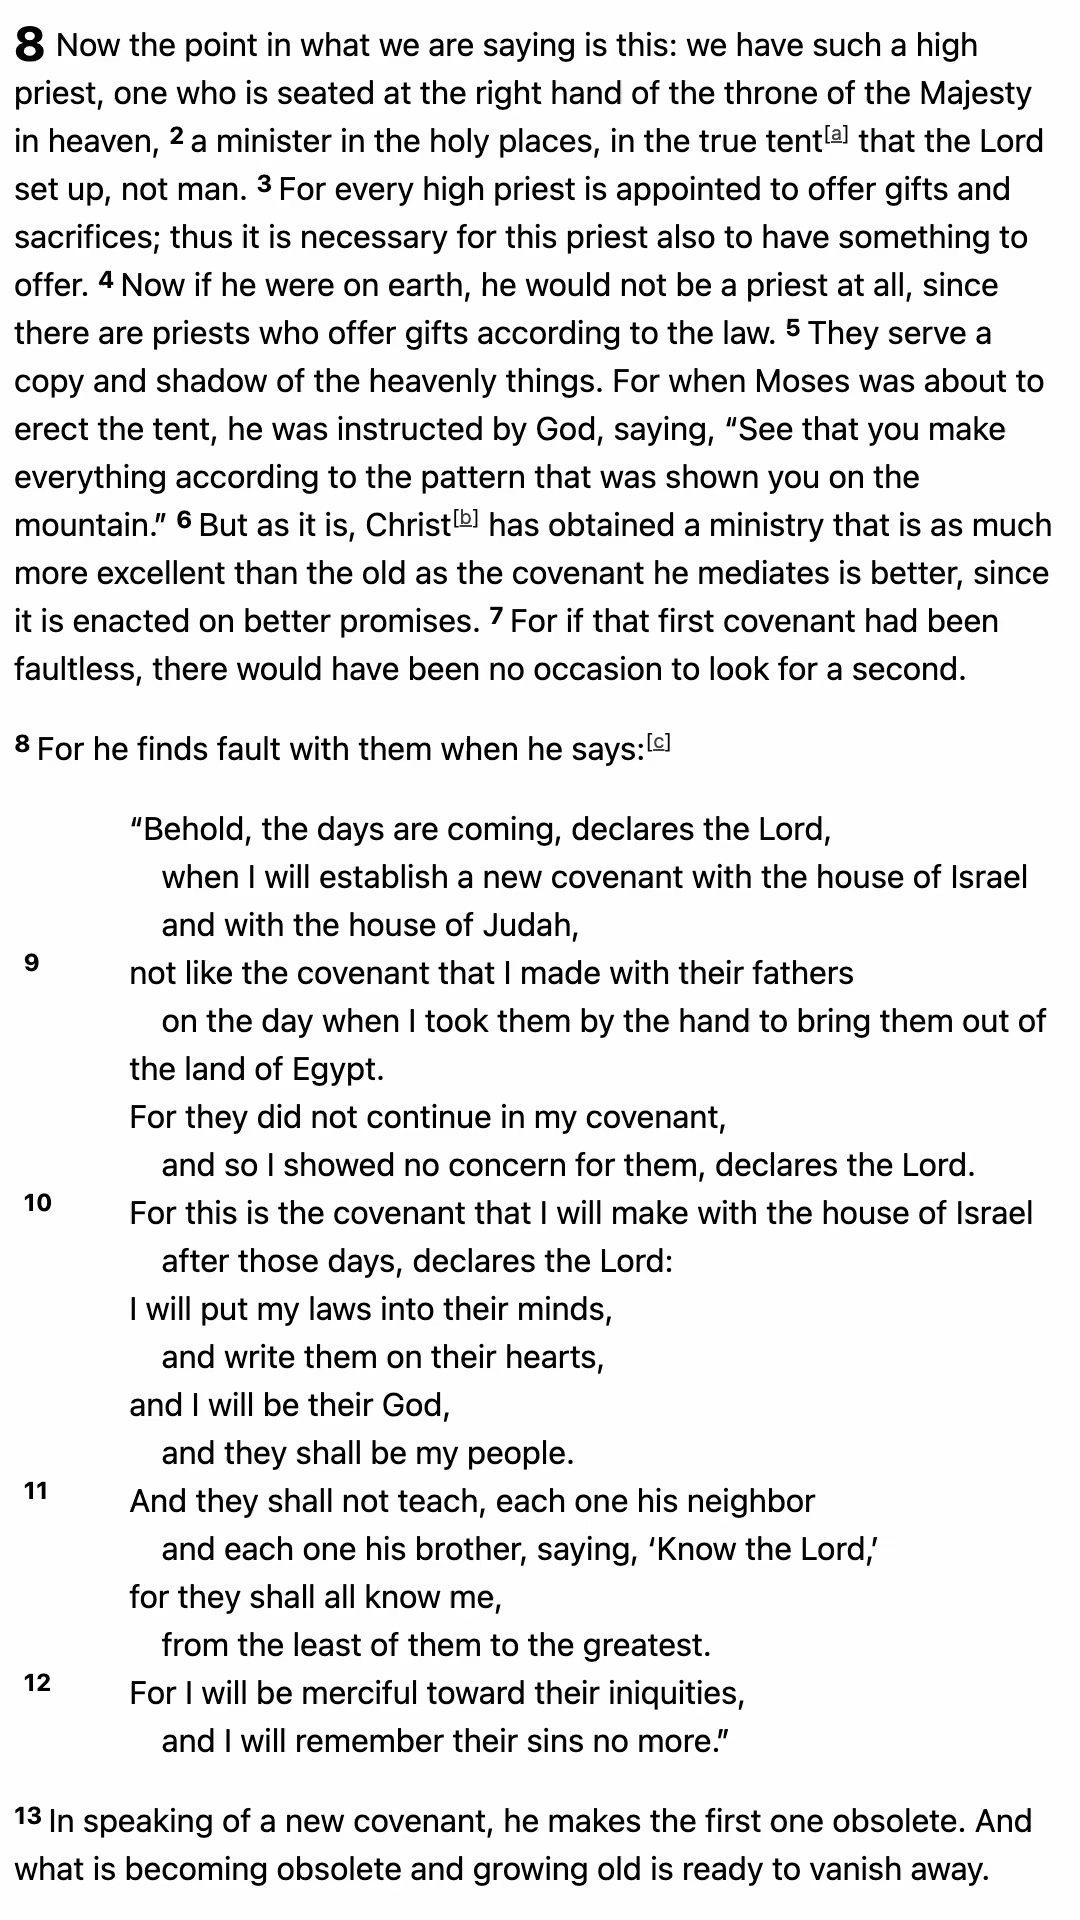 8 Now the point in what we are saying is this: we have such a high
priest, one who is seated at the right hand of the throne of the Majesty
in heaven, 2 a minister in the holy places, in the true tent[a] that the Lord
set up, not man. 3 For every high priest is appointed to offer gifts and
sacrifices; thus it is necessary for this priest also to have something to
offer. 4 Now if he were on earth, he would not be a priest at all, since
there are priests who offer gifts according to the law. 5 They serve a
copy and shadow of the heavenly things. For when Moses was about to
erect the tent, he was instructed by God, saying, “See that you make
everything according to the pattern that was shown you on the
mountain.” 6 But as it is, Christ[b] has obtained a ministry that is as much
more excellent than the old as the covenant he mediates is better, since
it is enacted on better promises. 7 For if that first covenant had been
faultless, there would have been no occasion to look for a second.
8 For he finds fault with them when he says:[c]
“Behold, the days are coming, declares the Lord,
when I will establish a new covenant with the house of Israel
and with the house of Judah,
9 not like the covenant that I made with their fathers
on the day when I took them by the hand to bring them out of
the land of Egypt.
For they did not continue in my covenant,
and so I showed no concern for them, declares the Lord.
10 For this is the covenant that I will make with the house of Israel
after those days, declares the Lord:
I will put my laws into their minds,
and write them on their hearts,
and I will be their God,
and they shall be my people.
11 And they shall not teach, each one his neighbor
and each one his brother, saying, ‘Know the Lord,’
for they shall all know me,
from the least of them to the greatest.
12 For I will be merciful toward their iniquities,
and I will remember their sins no more.”
13 In speaking of a new covenant, he makes the first one obsolete. And
what is becoming obsolete and growing old is ready to vanish away.